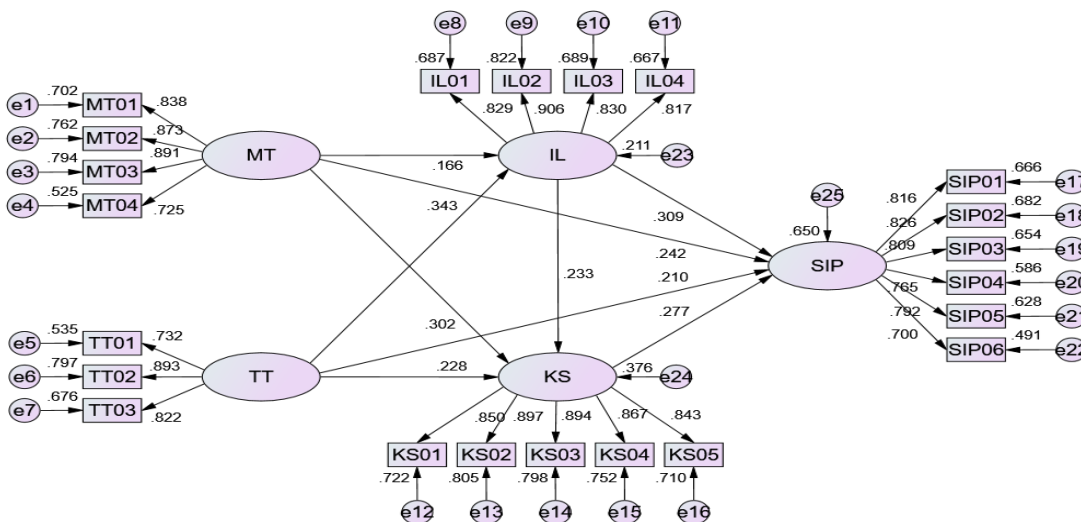 e8 e9 e10 e11
.687 .822 .689 .667
IL01 IL02 IL03 IL04
.829 .906 .830 .817
e1 .702 MT01 .838
e2 .762 MT02 .873
e3 .794 MT03 .891
e4 .525 MT04 .725
MT
IL
.211 e23
.166
.343
.309
.242
.210
.233
.277
.302
.228
e25
.650
SIP
.816 SIP01 .666 e17
.826 SIP02 .682 e18
.809 SIP03 .654 e19
.765 SIP04 .586 e20
.792 SIP05 .628 e21
.700 SIP06 .491 e22
e5 .535 TT01 .732
e6 .797 TT02 .893
e7 .676 TT03 .822
TT
KS
.376 e24
.850 .897 .894 .867 .843
KS01 KS02 KS03 KS04 KS05
.722 .805 .798 .752 .710
e12 e13 e14 e15 e16